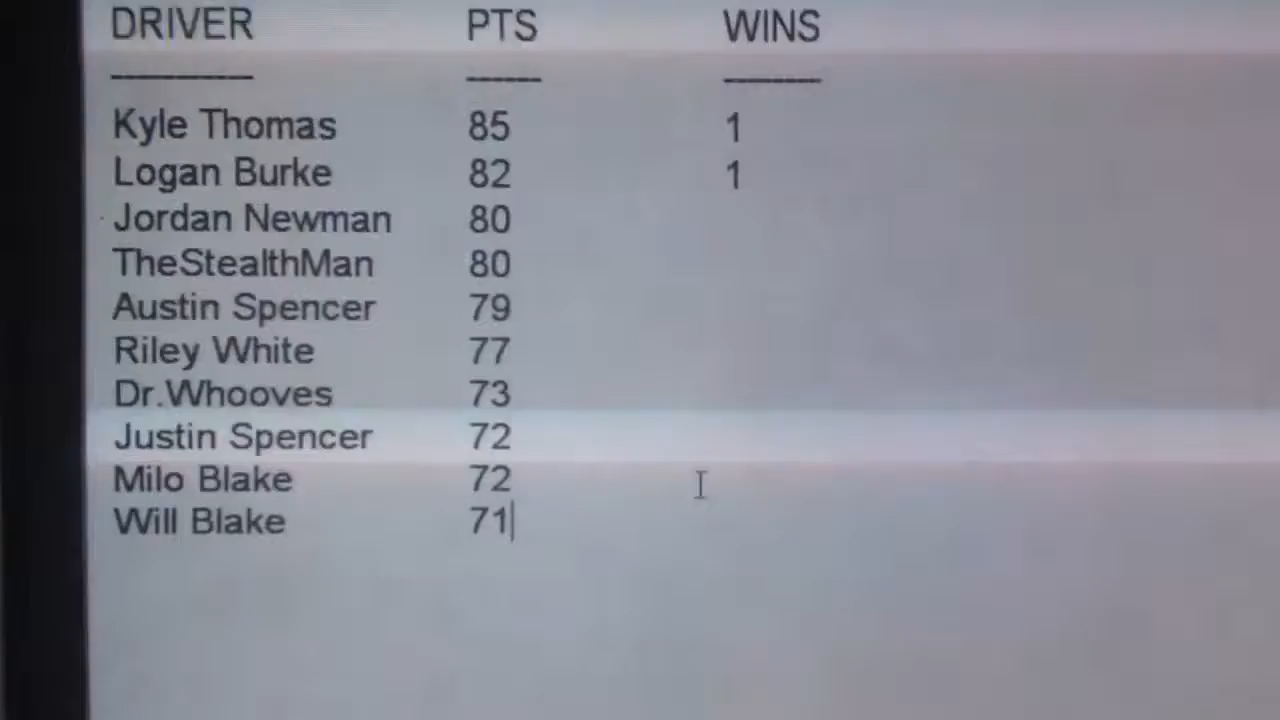 DRIVER PTS WINS
Kyle Thomas 85 1
Logan Burke 82 1
Jordan Newman 80
TheStealthMan 80
Austin Spencer 79
Riley White 77
Dr.Whooves 73
Justin Spencer 72
Milo Blake 72
Will Blake 71